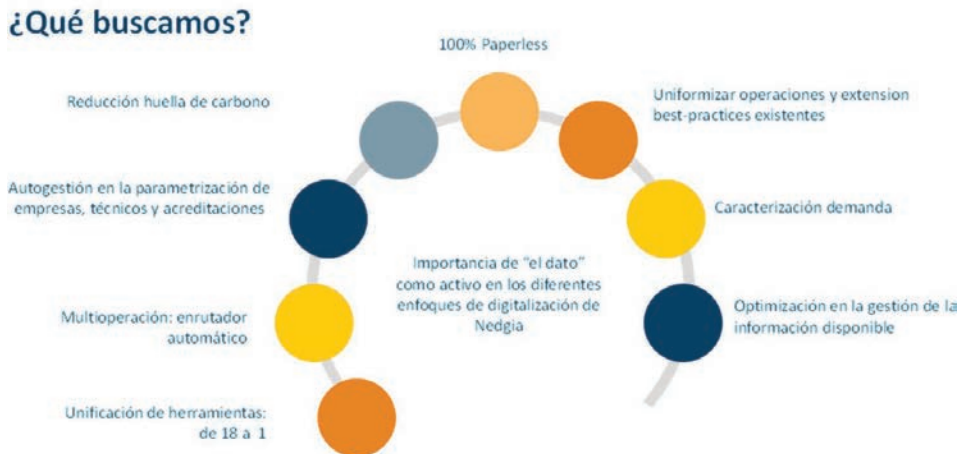 ¿Qué buscamos?
100% Paperless
Reducción huella de carbono
Uniformizar operaciones y extension
best-practices existentes
Autogestión en la parametrización de
empresas, técnicos y acreditaciones
Caracterización demanda
Importancia de "el dato"
como activo en los diferentes
enfoques de digitalización de
Nedgia
Multioperación: enrutador
automático
Optimización en la gestión de la
información disponible
Unificación de herramientas:
de 18 a 1